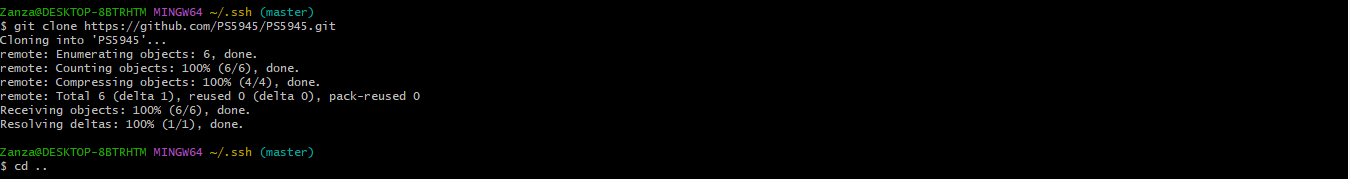 Zanza@DESKTOP-8BTRHTM MINGW64 ~/.ssh (master)
$ git clone https://github.com/PS5945/PS5945.git
Cloning into 'PS5945'...
remote: Enumerating objects: 6, done.
remote: Counting objects: 100% (6/6), done.
remote: Compressing objects: 100% (4/4), done.
remote: Total 6 (delta 1), reused 0 (delta 0), pack-reused 0
Receiving objects: 100% (6/6), done.
Resolving deltas: 100% (1/1), done.
Zanza@DESKTOP-8BTRHTM MINGW64 ~/.ssh (master)
$ cd ..